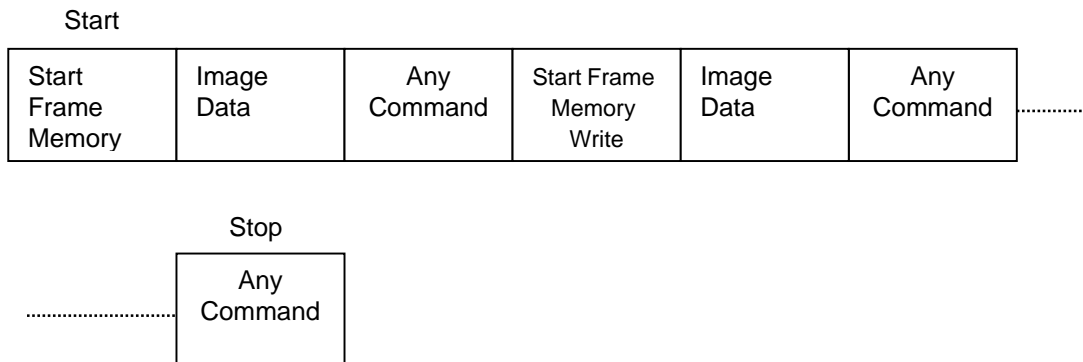 Start
Start
Frame
Memory
Image
Data
Any
Command
Start Frame
Memory
Write
Image
Data
Any
Command
Stop
Any
Command